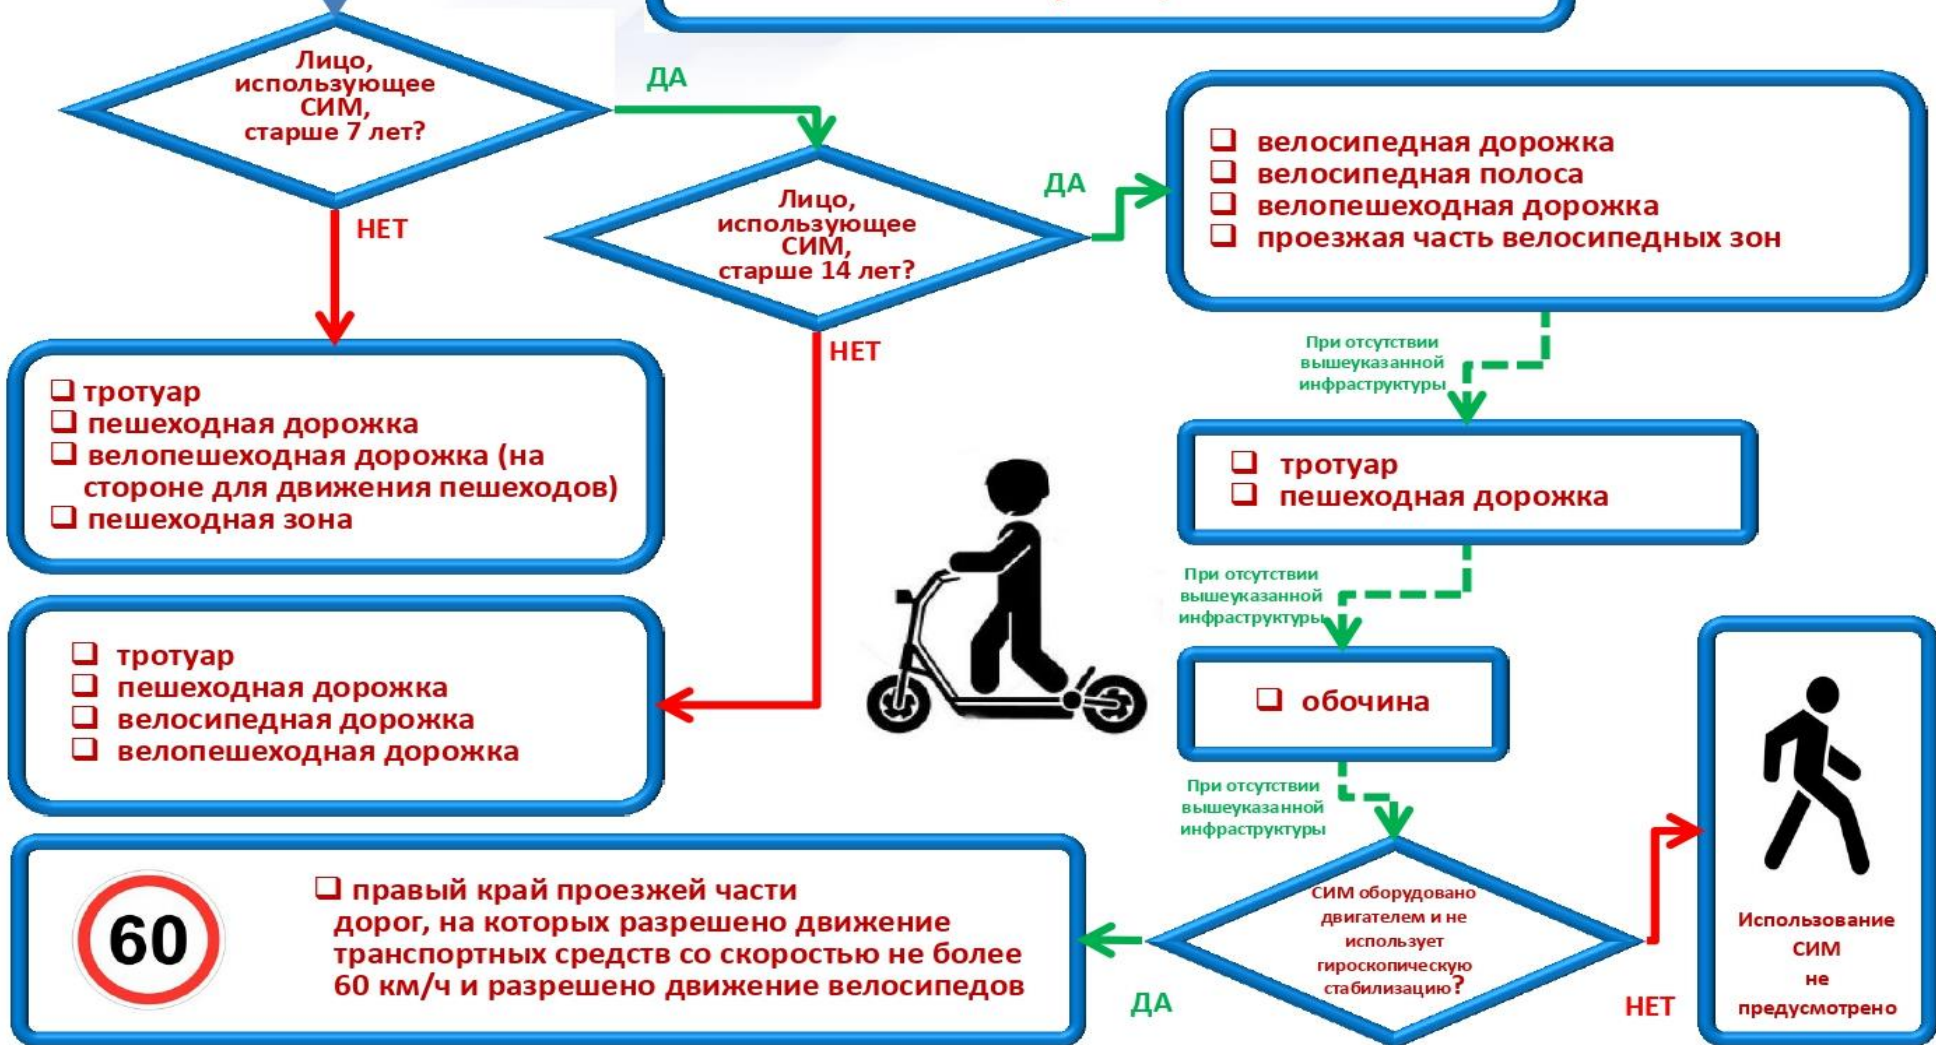 Лицо,
использующее
СИМ,
старше 7 лет?
ДА
НЕТ
Лицо,
использующее
СИМ,
старше 14 лет?
ДА
НЕТ
❑ велосипедная дорожка
❑ велосипедная полоса
❑ велопешеходная дорожка
❑ проезжая часть велосипедных зон
При отсутствии
вышеуказанной
инфраструктуры
❑ тротуар
❑ пешеходная дорожка
❑ велопешеходная дорожка (на
стороне для движения пешеходов)
❑ пешеходная зона
❑ тротуар
❑ пешеходная дорожка
При отсутствии
вышеуказанной
инфраструктуры
❑ тротуар
❑ пешеходная дорожка
❑ велосипедная дорожка
❑ велопешеходная дорожка
❑ обочина
При отсутствии
вышеуказанной
инфраструктуры
60
❑ правый край проезжей части
дорог, на которых разрешено движение
транспортных средств со скоростью не более
60 км/ч и разрешено движение велосипедов
СИМ оборудовано
двигателем и не
использует
гироскопическую
стабилизацию?
ДА
НЕТ
Использование
СИМ
не
предусмотрено